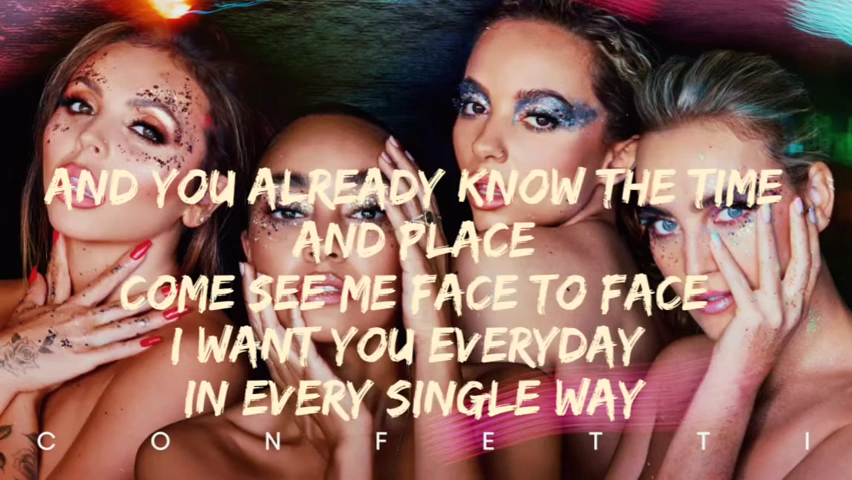 AND YOU ALREADY KNOW THE TIME
AND PLACE
COME SEE ME FACE TO FACE
I WANT YOU EVERYDAY
IN EVERY SINGLE WAY
CONFETTI